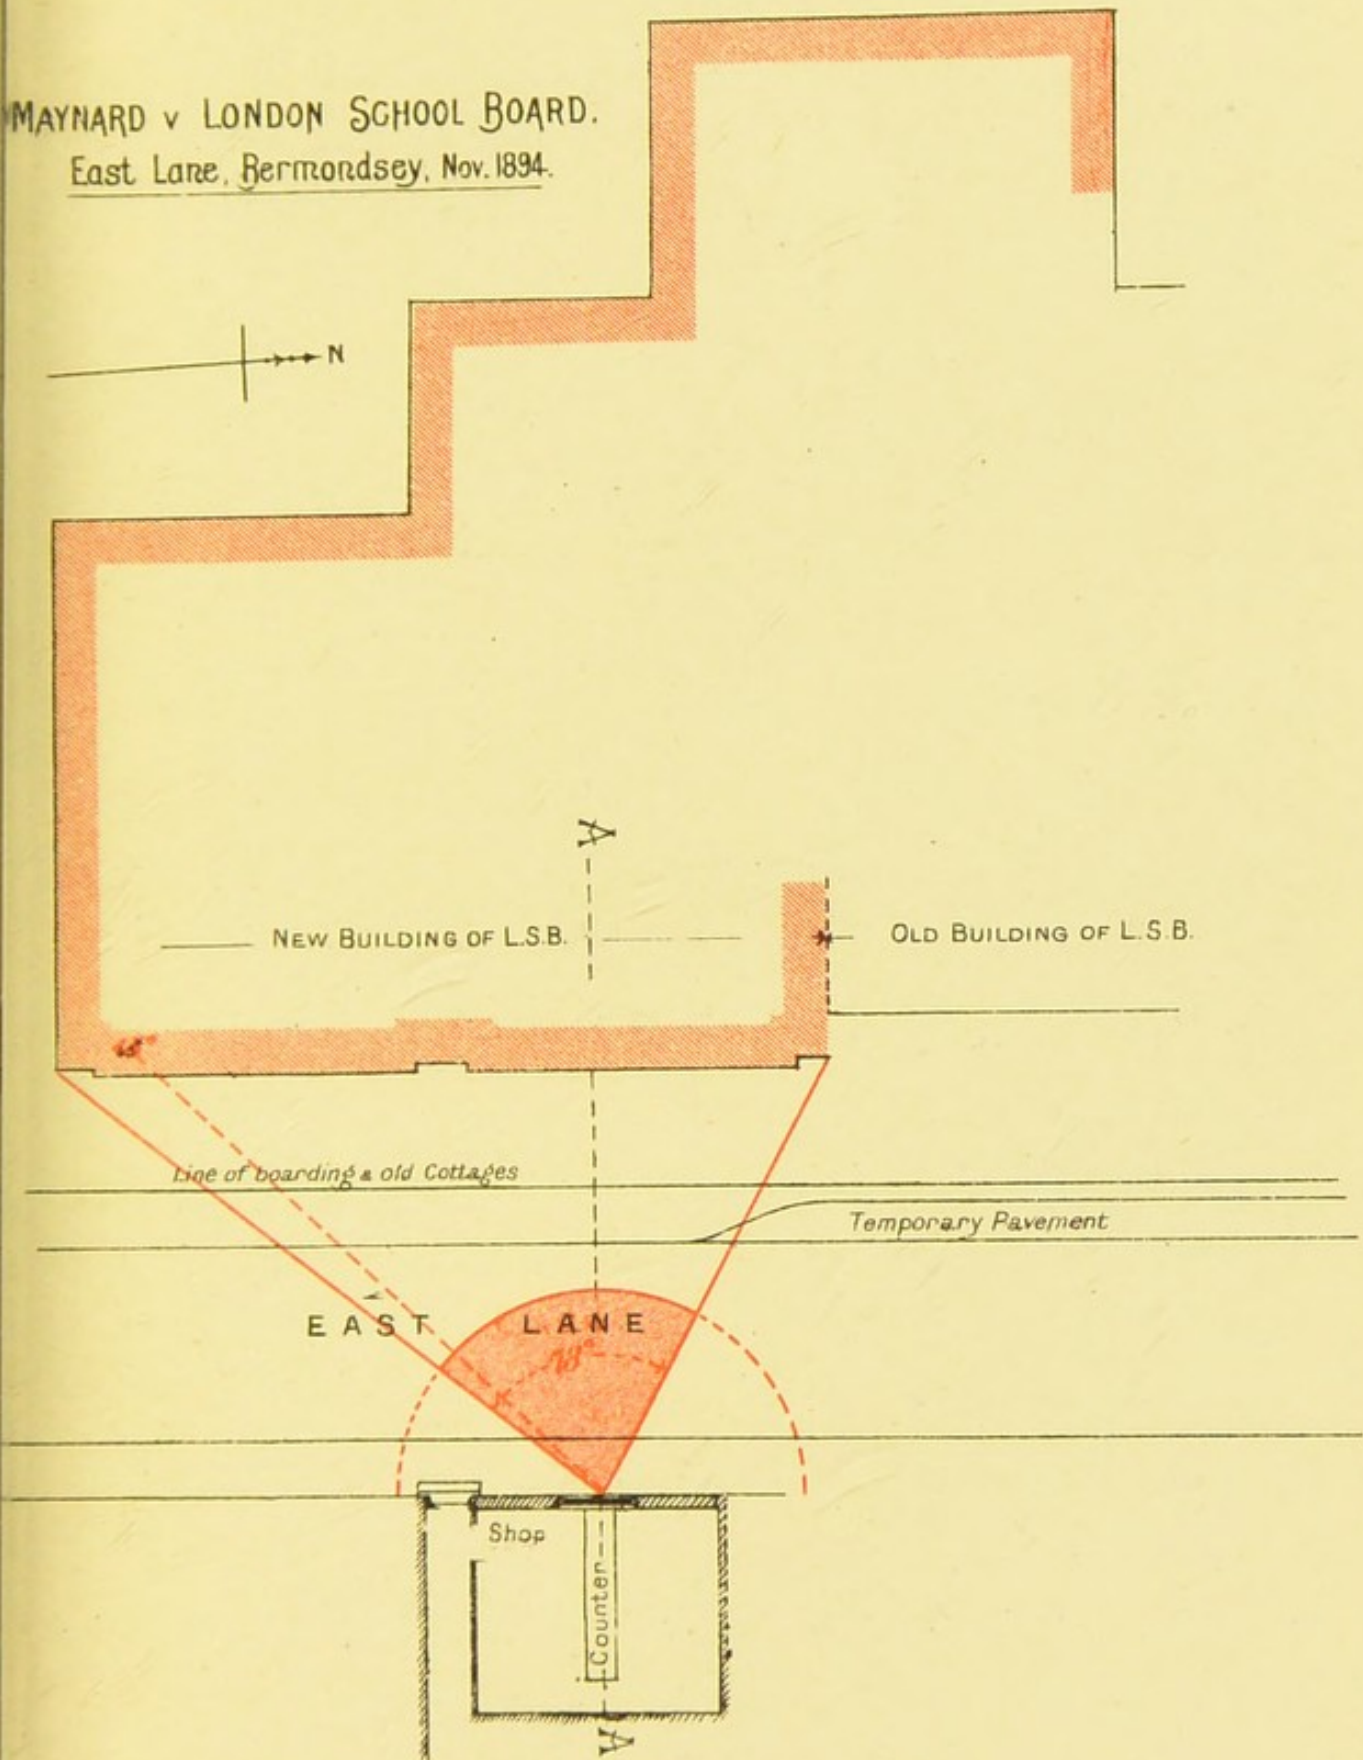 MAYNARD v LONDON SCHOOL BOARD.
East Lane, Bermondsey, Nov. 1894.
N
A
NEW BUILDING OF L.S.B.
OLD BUILDING OF L.S.B.
Line of boarding & old Cottages
Temporary Pavement
EAST LANE
78°
Shop
Counter
A